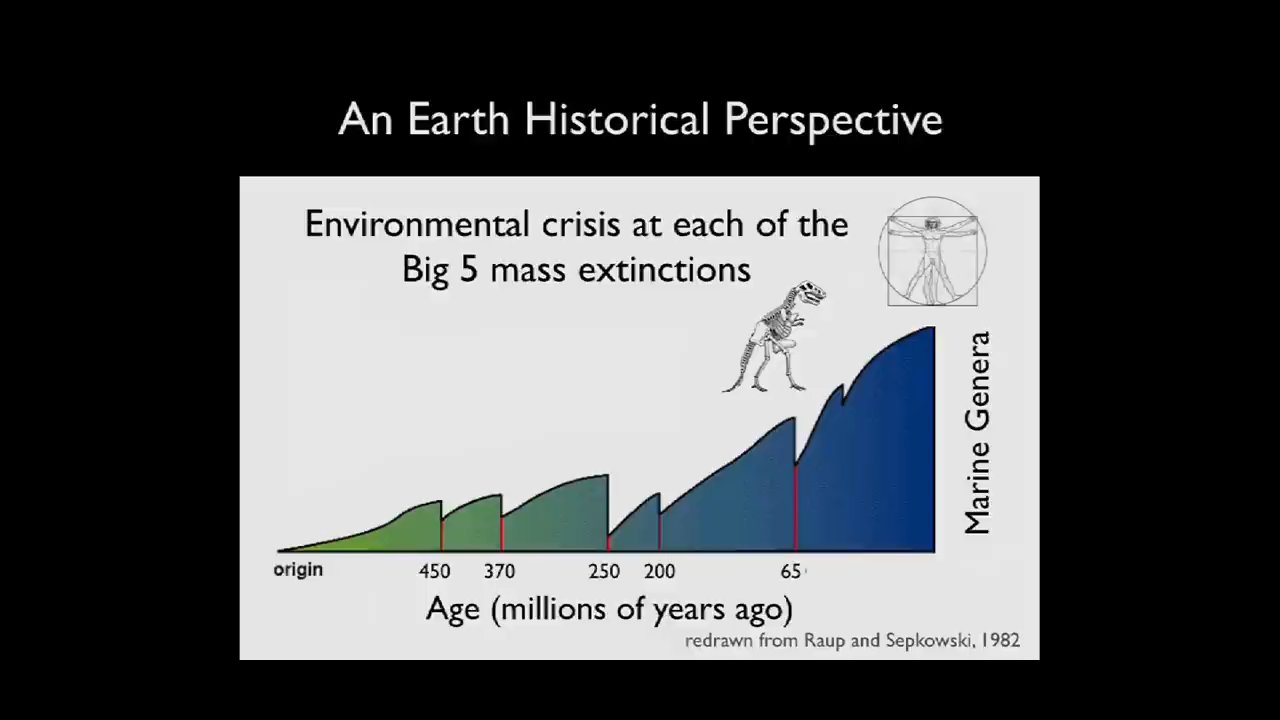 An Earth Historical Perspective
Environmental crisis at each of the
Big 5 mass extinctions
Marine Genera
origin 450 370 250 200 65
Age (millions of years ago)
redrawn from Raup and Sepkowski, 1982